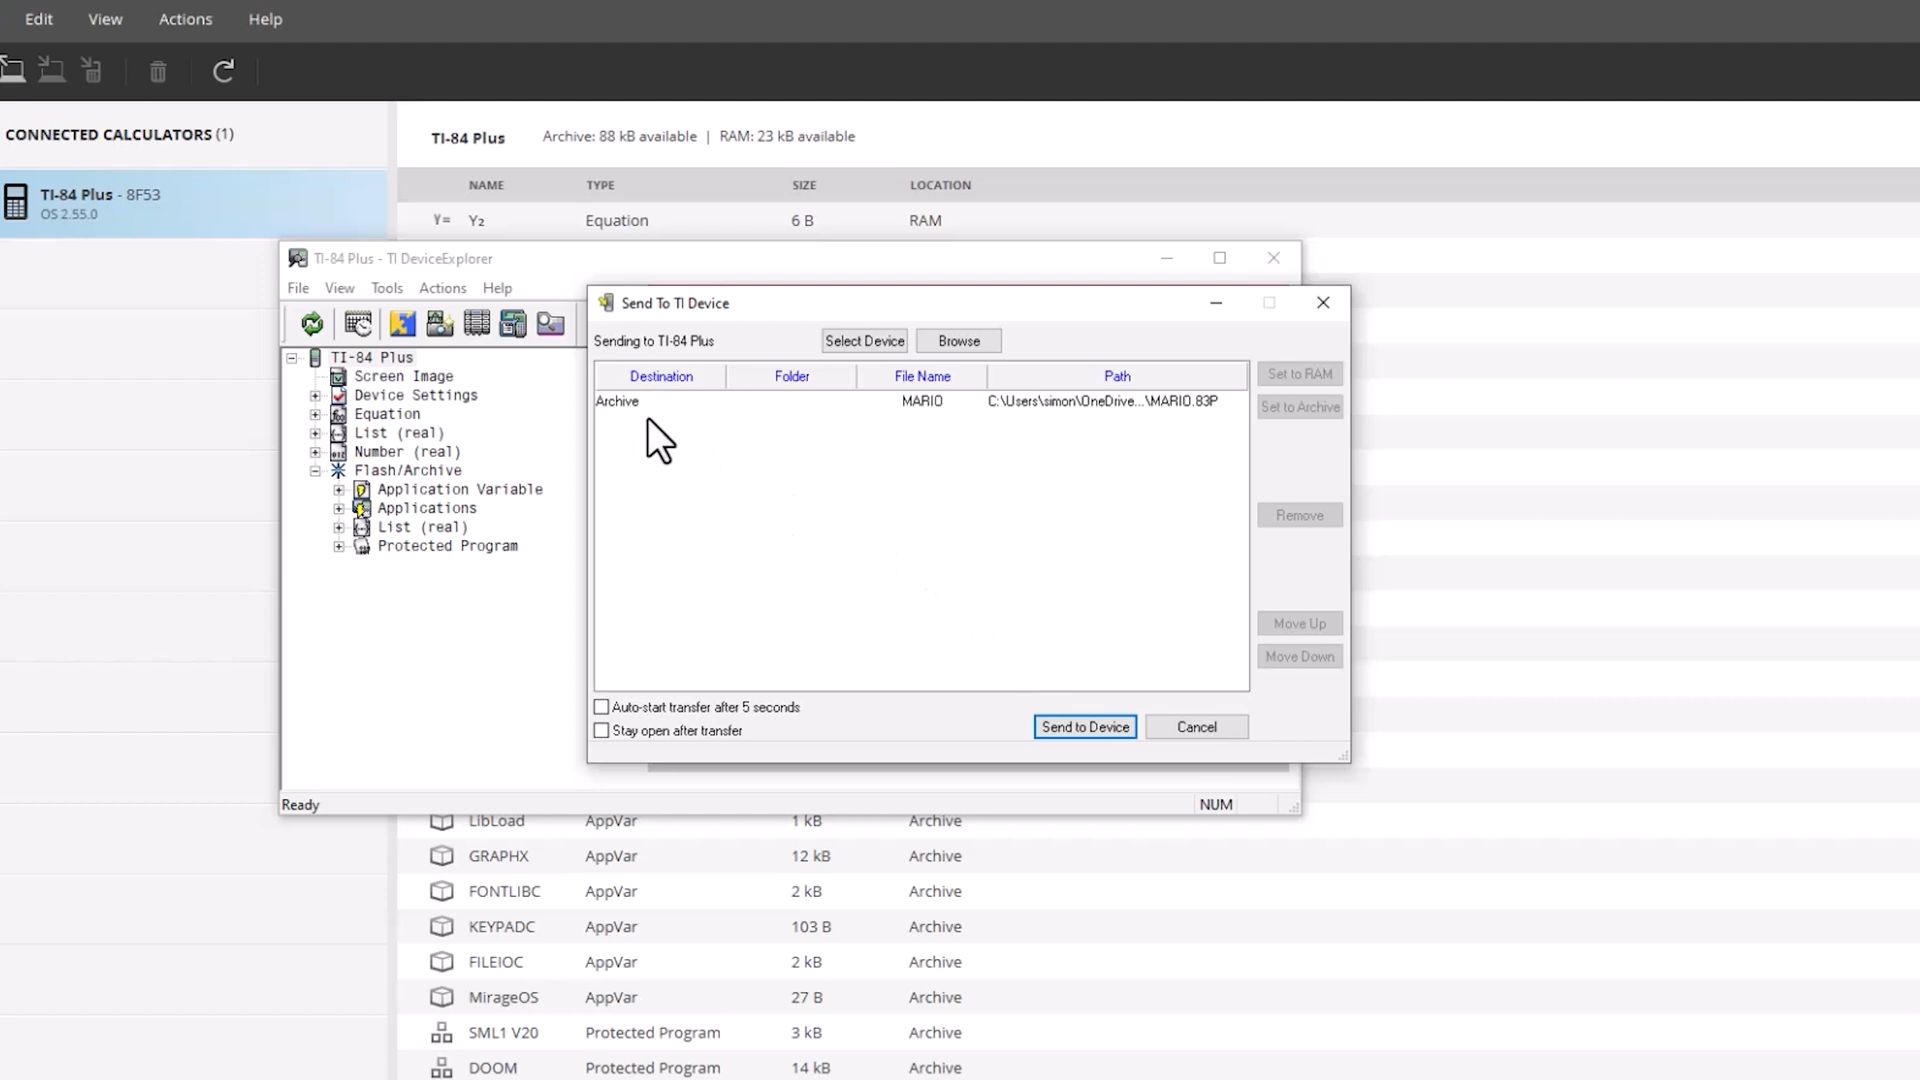 Edit View Actions Help
CONNECTED CALCULATORS (1)
TI-84 Plus Archive: 88 kB available | RAM: 23 kB available
NAME TYPE SIZE LOCATION
TI-84 Plus - 8F53
OS 2.55.0
Y= Y₂ Equation 6 B RAM
TI-84 Plus - TI DeviceExplorer
File View Tools Actions Help
TI-84 Plus
Screen Image
Device Settings
Equation
List (real)
Number (real)
Flash/Archive
Application Variable
Applications
List (real)
Protected Program
Ready NUM
Send To TI Device
Sending to TI-84 Plus Select Device Browse
Destination Folder File Name Path
Archive MARIO C:\Users\simon\OneDrive...\MARIO.83P
Set to RAM
Set to Archive
Remove
Move Up
Move Down
Auto-start transfer after 5 seconds
Stay open after transfer
Send to Device Cancel
LibLoad AppVar 1 kB Archive
GRAPHX AppVar 12 kB Archive
FONTLIBC AppVar 2 kB Archive
KEYPADC AppVar 103 B Archive
FILEIOC AppVar 2 kB Archive
MirageOS AppVar 27 B Archive
SML1 V20 Protected Program 3 kB Archive
DOOM Protected Program 14 kB Archive